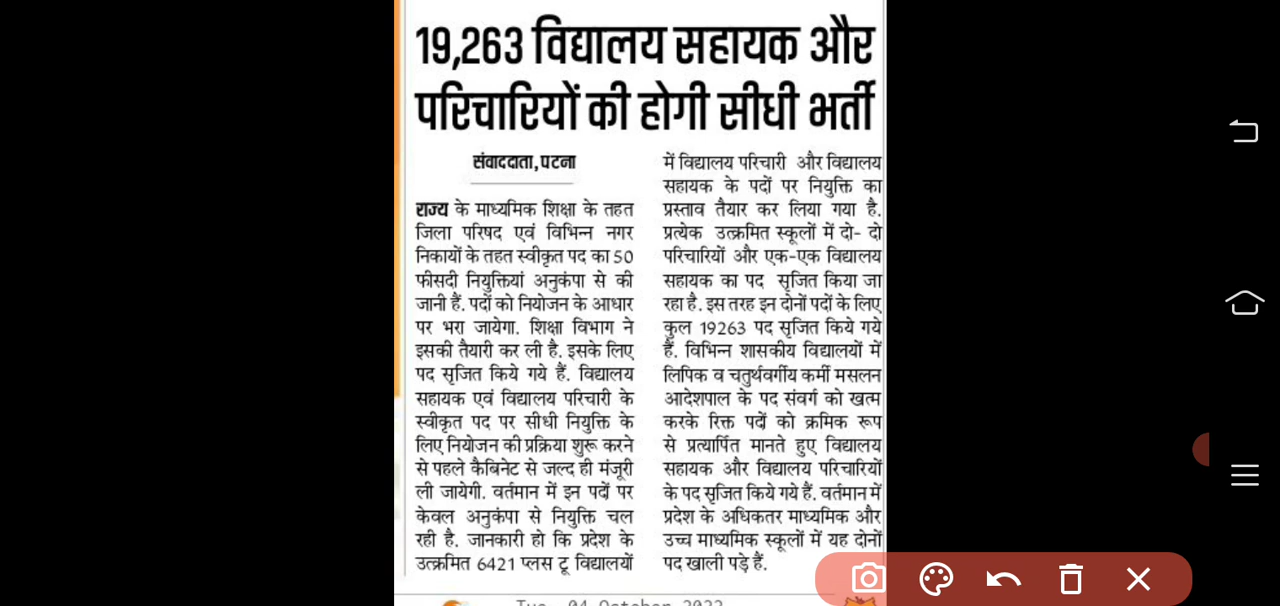 19,263 विद्यालय सहायक और
परिचारियों की होगी सीधी भर्ती
संवाददाता, पटना
राज्य के माध्यमिक शिक्षा के तहत
जिला परिषद एवं विभिन्न नगर
निकायों के तहत स्वीकृत पद का 50
फीसदी नियुक्तियां अनुकंपा से की
जानी हैं. पदों को नियोजन के आधार
पर भरा जायेगा. शिक्षा विभाग ने
इसकी तैयारी कर ली है. इसके लिए
पद सृजित किये गये हैं. विद्यालय
सहायक एवं विद्यालय परिचारी के
स्वीकृत पद पर सीधी नियुक्ति के
लिए नियोजन की प्रक्रिया शुरू करने
से पहले कैबिनेट से जल्द ही मंजूरी
ली जायेगी. वर्तमान में इन पदों पर
केवल अनुकंपा से नियुक्ति चल
रही है. जानकारी हो कि प्रदेश के
उत्क्रमित 6421 प्लस टू विद्यालयों
में विद्यालय परिचारी और विद्यालय
सहायक के पदों पर नियुक्ति का
प्रस्ताव तैयार कर लिया गया है.
प्रत्येक उत्क्रमित स्कूलों में दो- दो
परिचारियों और एक-एक विद्यालय
सहायक का पद सृजित किया जा
रहा है. इस तरह इन दोनों पदों के लिए
कुल 19263 पद सृजित किये गये
हैं. विभिन्न शासकीय विद्यालयों में
लिपिक व चतुर्थवर्गीय कर्मी मसलन
आदेशपाल के पद संवर्ग को खत्म
करके रिक्त पदों को क्रमिक रूप
से प्रत्यार्पित मानते हुए विद्यालय
सहायक और विद्यालय परिचारियों
के पद सृजित किये गये हैं. वर्तमान में
प्रदेश के अधिकतर माध्यमिक और
उच्च माध्यमिक स्कूलों में यह दोनों
पद खाली पड़े हैं.
Tue, 04 October 2022